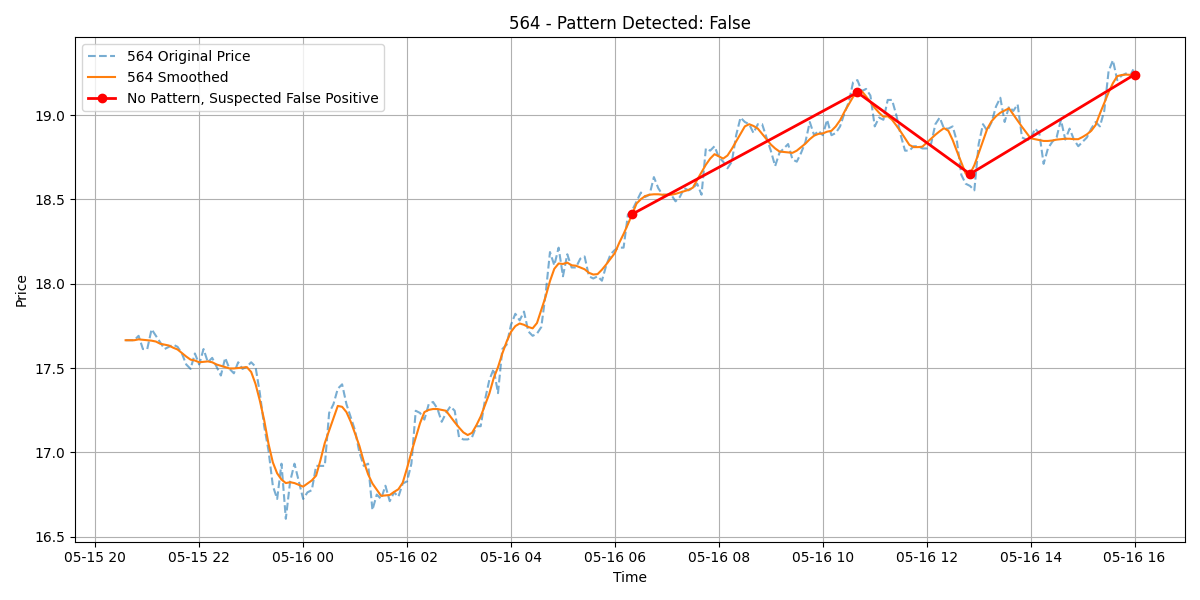 564 - Pattern Detected: False
564 Original Price
564 Smoothed
No Pattern, Suspected False Positive
Price
19.0
18.5
18.0
17.5
17.0
16.5
05-15 20 05-15 22 05-16 00 05-16 02 05-16 04 05-16 06 05-16 08 05-16 10 05-16 12 05-16 14 05-16 16
Time